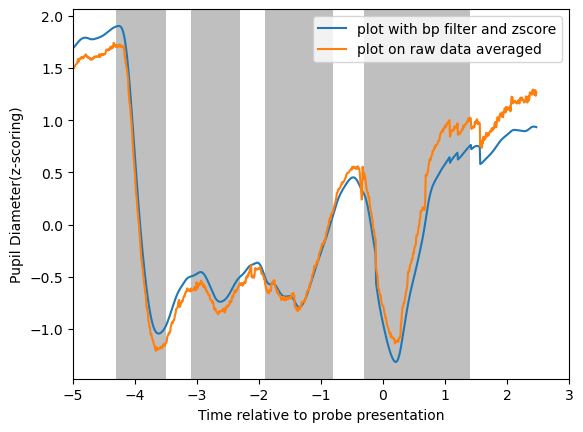 plot with bp filter and zscore
plot on raw data averaged
Pupil Diameter(z-scoring)
2.0
1.5
1.0
0.5
0.0
−0.5
−1.0
−5 −4 −3 −2 −1 0 1 2 3
Time relative to probe presentation